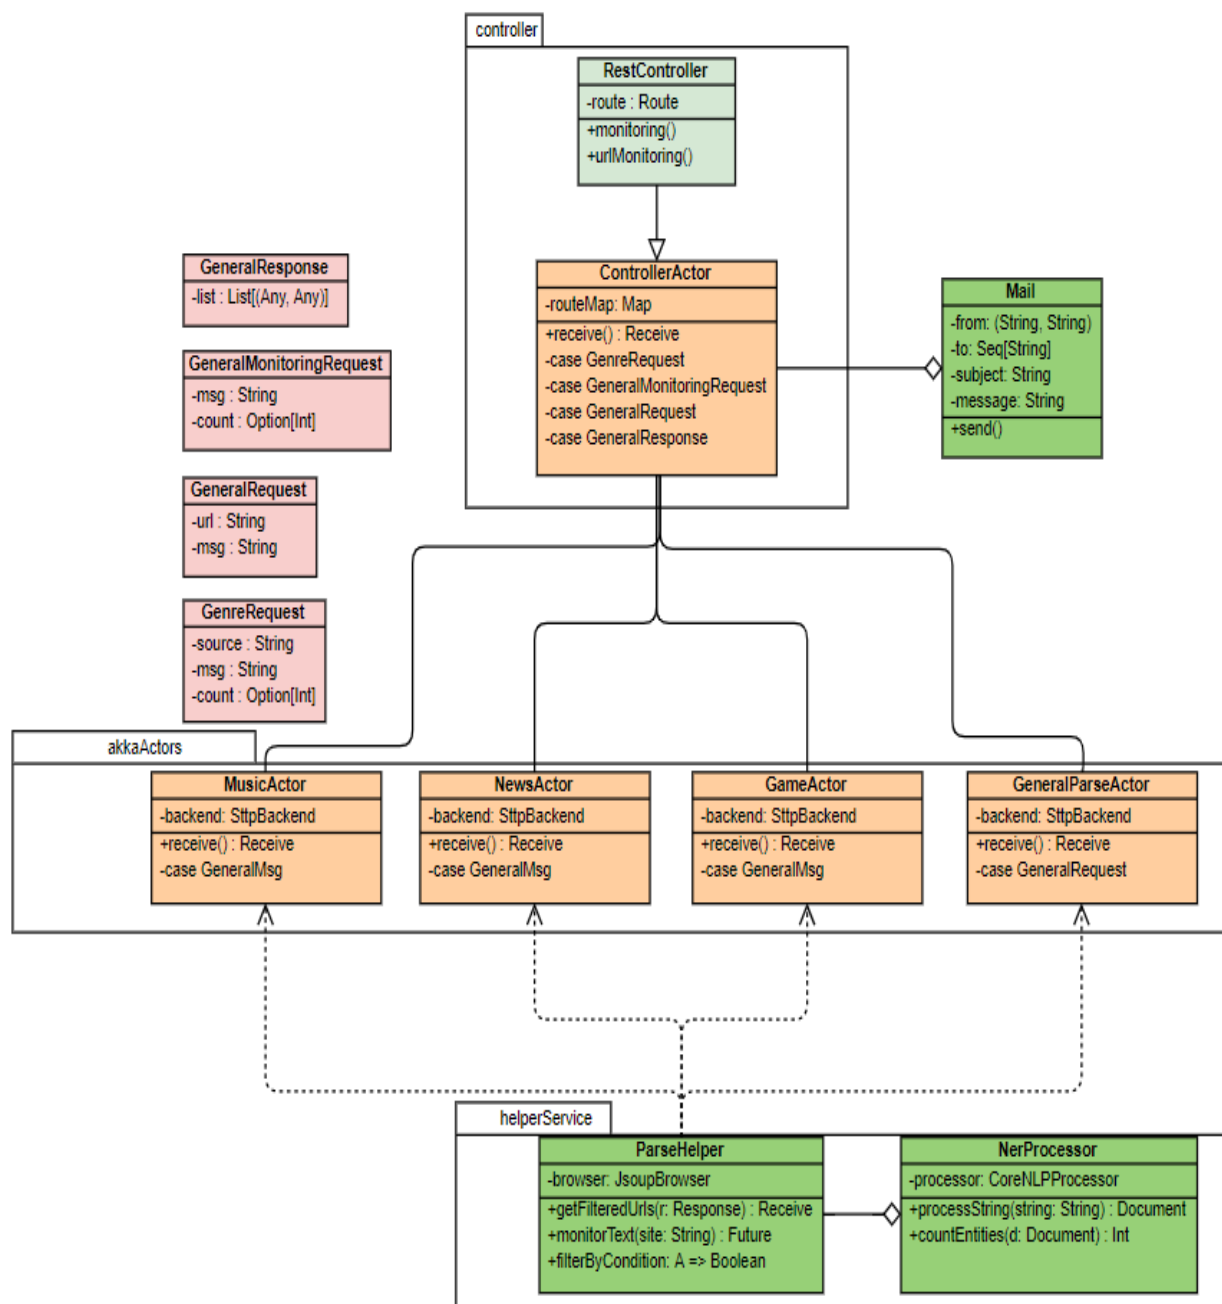 controller
RestController
-route : Route
+monitoring()
+urlMonitoring()
ControllerActor
-routeMap: Map
+receive() : Receive
-case GenreRequest
-case GeneralMonitoringRequest
-case GeneralRequest
-case GeneralResponse
Mail
-from: (String, String)
-to: Seq[String]
-subject: String
-message: String
+send()
GeneralResponse
-list : List[(Any, Any)]
GeneralMonitoringRequest
-msg : String
-count : Option[Int]
GeneralRequest
-url : String
-msg : String
GenreRequest
-source : String
-msg : String
-count : Option[Int]
akkaActors
MusicActor
-backend: SttpBackend
+receive() : Receive
-case GeneralMsg
NewsActor
-backend: SttpBackend
+receive() : Receive
-case GeneralMsg
GameActor
-backend: SttpBackend
+receive() : Receive
-case GeneralMsg
GeneralParseActor
-backend: SttpBackend
+receive() : Receive
-case GeneralRequest
helperService
ParseHelper
-browser: JsoupBrowser
+getFilteredUrls(r: Response) : Receive
+monitorText(site: String) : Future
+filterByCondition: A => Boolean
NerProcessor
-processor: CoreNLPProcessor
+processString(string: String) : Document
+countEntities(d: Document) : Int